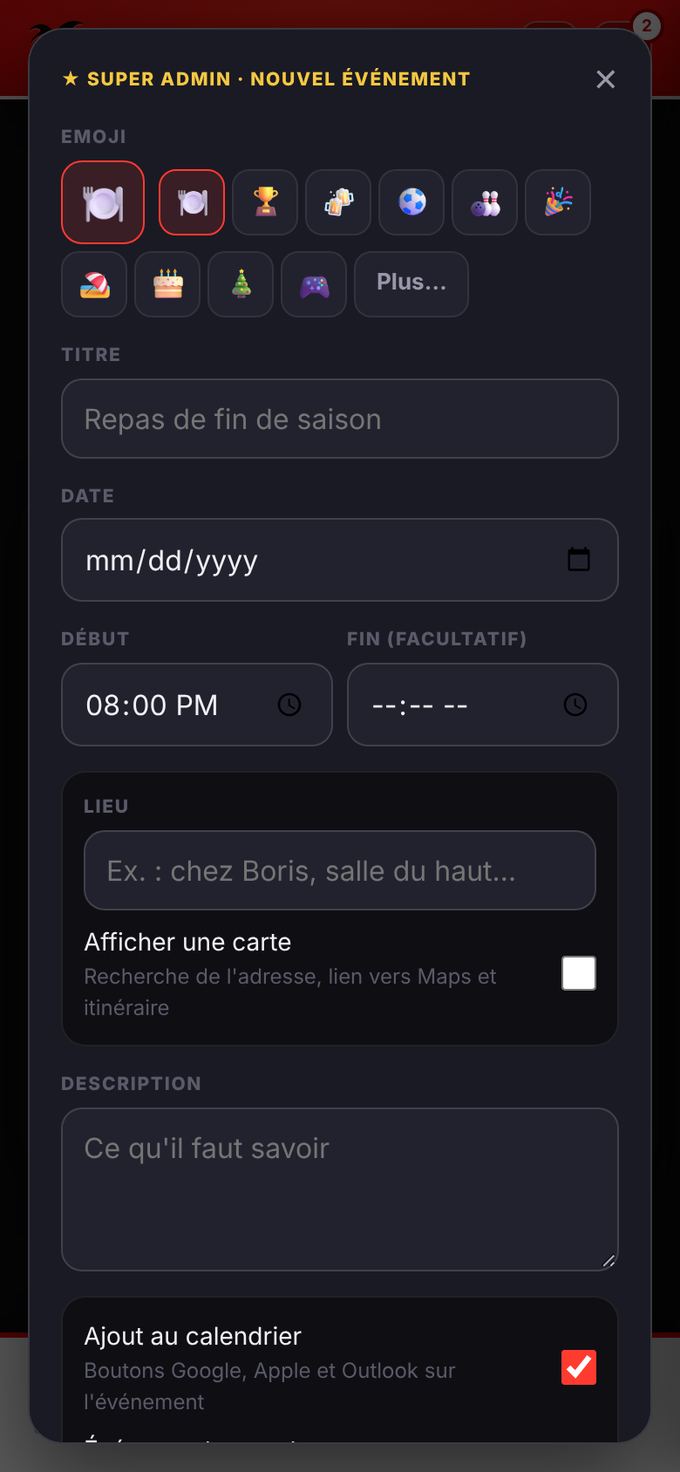 2
★ SUPER ADMIN · NOUVEL ÉVÉNEMENT
EMOJI
Plus...
TITRE
Repas de fin de saison
DATE
mm/dd/yyyy
DÉBUT
FIN (FACULTATIF)
08:00 PM
--:-- --
LIEU
Ex. : chez Boris, salle du haut...
Afficher une carte
Recherche de l'adresse, lien vers Maps et
itinéraire
DESCRIPTION
Ce qu'il faut savoir
Ajout au calendrier
Boutons Google, Apple et Outlook sur
l'événement